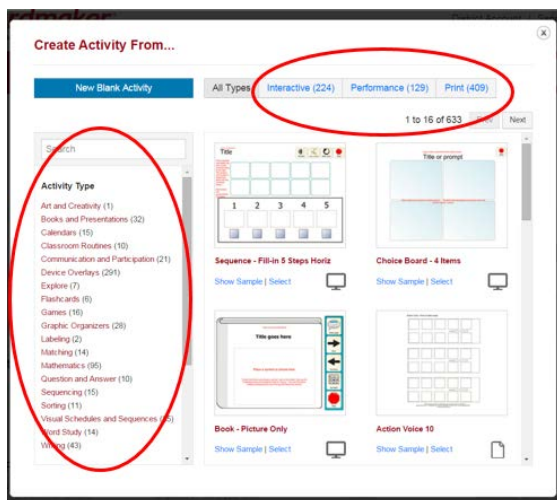 Create Activity From...
New Blank Activity
All Types
Interactive (224)
Performance (129)
Print (409)
1 to 16 of 633
Next
Search
Activity Type
Art and Creativity (1)
Books and Presentations (32)
Calendars (15)
Classroom Routines (10)
Communication and Participation (21)
Device Overlays (291)
Explore (7)
Flashcards (6)
Games (16)
Graphic Organizers (28)
Labeling (2)
Matching (14)
Mathematics (95)
Question and Answer (10)
Sequencing (15)
Sorting (11)
Visual Schedules and Sequences
Word Study (14)
Writing (43)
Title
1 2 3 4 5
Sequence - Fill-in 5 Steps Horiz
Show Sample | Select
Title or prompt
Choice Board - 4 Items
Show Sample | Select
Title goes here
Book - Picture Only
Show Sample | Select
Action Voice 10
Show Sample | Select